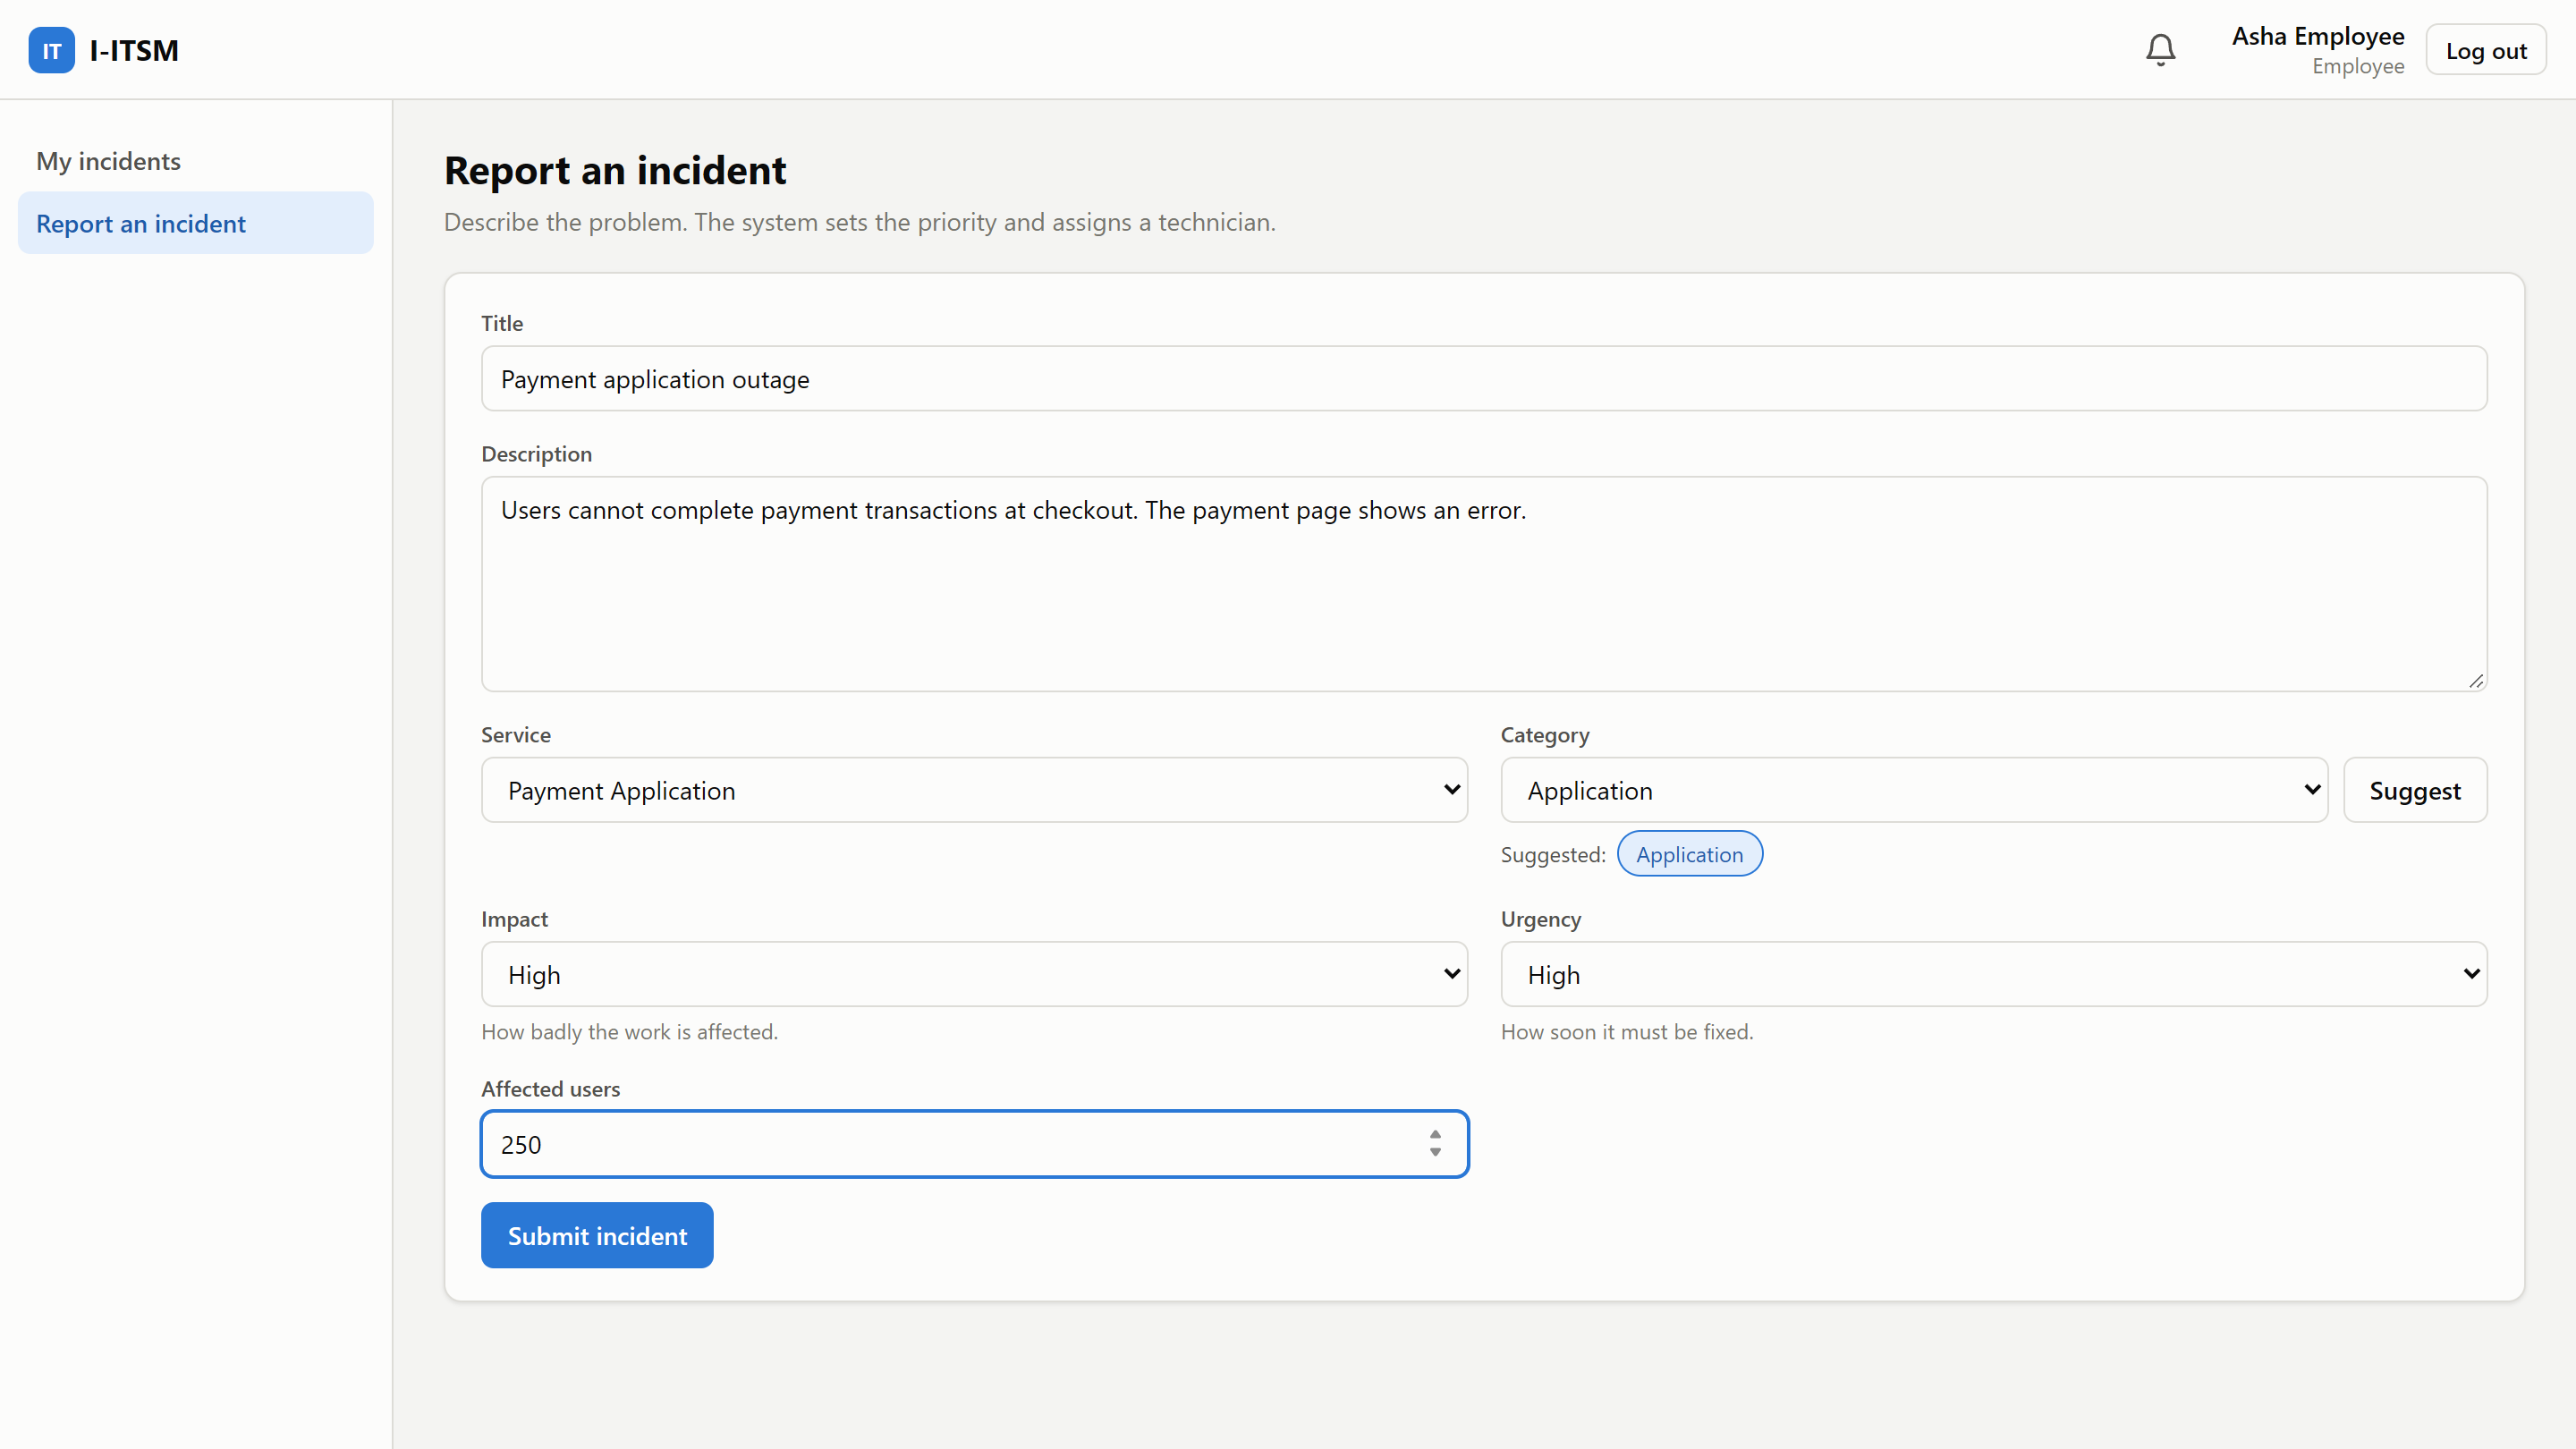 IT I-ITSM
Asha Employee
Employee
Log out
My incidents
Report an incident
Report an incident
Describe the problem. The system sets the priority and assigns a technician.
Title
Payment application outage
Description
Users cannot complete payment transactions at checkout. The payment page shows an error.
Service
Payment Application
Category
Application
Suggest
Suggested: Application
Impact
High
How badly the work is affected.
Urgency
High
How soon it must be fixed.
Affected users
250
Submit incident